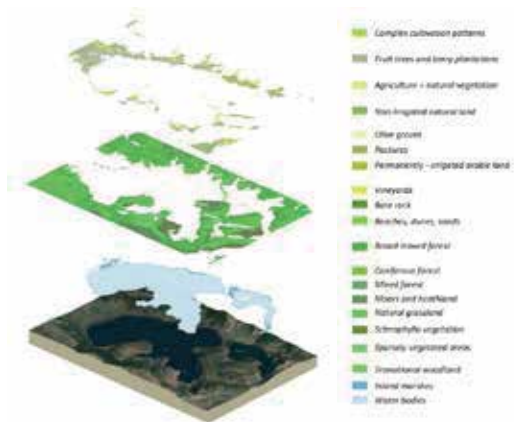 Complex cultivation patterns
Fruit trees and berry plantations
Agriculture + natural vegetation
Non-irrigated natural land
Olive groves
Pastures
Permanently - irrigated arable land
Vineyards
Bare rock
Beaches, dunes, sands
Broad-leaved forest
Coniferous forest
Mixed forest
Moors and heathland
Natural grassland
Sclerophylle vegetation
Sparsely vegetated areas
Transitional woodland
Inland marshes
Water bodies